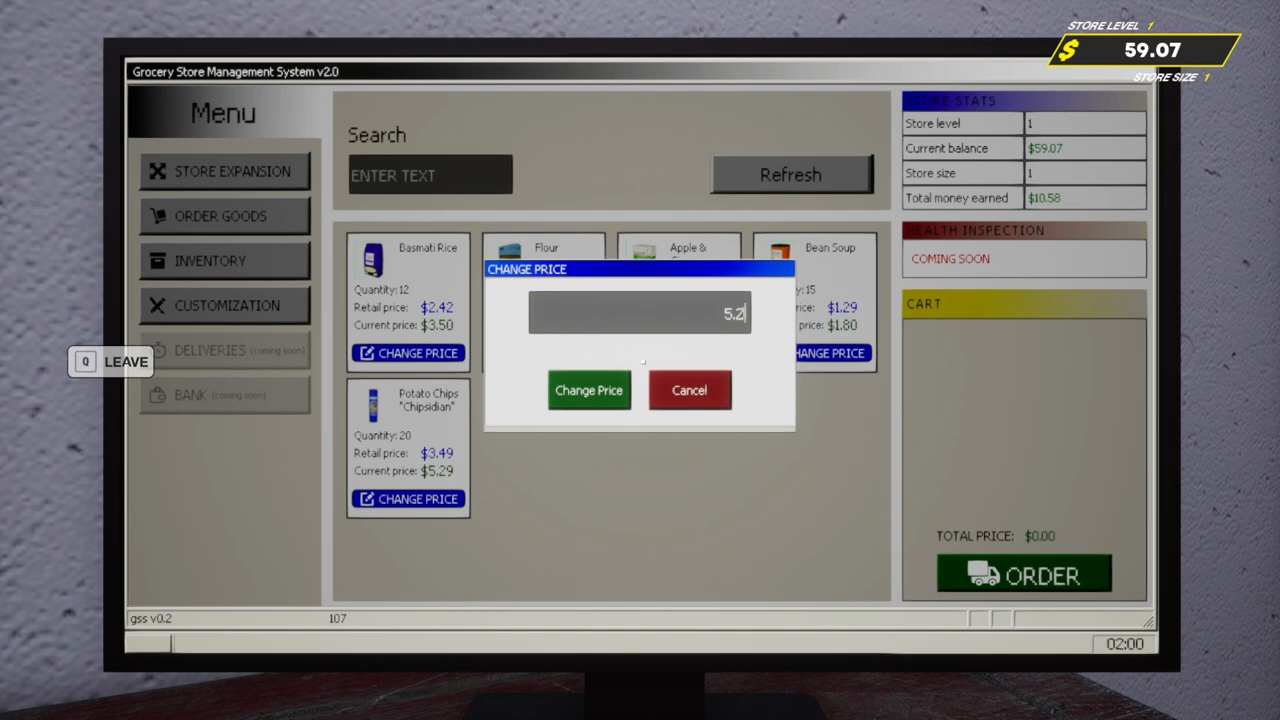 STORE LEVEL 1
$ 59.07
STORE SIZE 1
Grocery Store Management System v2.0
Menu
STORE EXPANSION
ORDER GOODS
INVENTORY
CUSTOMIZATION
DELIVERIES (coming soon)
BANK (coming soon)
Q LEAVE
Search
ENTER TEXT
Refresh
Basmati Rice
Quantity: 12
Retail price: $2.42
Current price: $3.50
CHANGE PRICE
Flour
Apple &
Bean Soup
y: 15
rice: $1.29
price: $1.80
HANGE PRICE
Potato Chips
"Chipsidian"
Quantity: 20
Retail price: $3.49
Current price: $5.29
CHANGE PRICE
CHANGE PRICE
5.2
Change Price
Cancel
STORE STATS
Store level 1
Current balance $59.07
Store size 1
Total money earned $10.58
HEALTH INSPECTION
COMING SOON
CART
TOTAL PRICE: $0.00
ORDER
gss v0.2
107
02:00